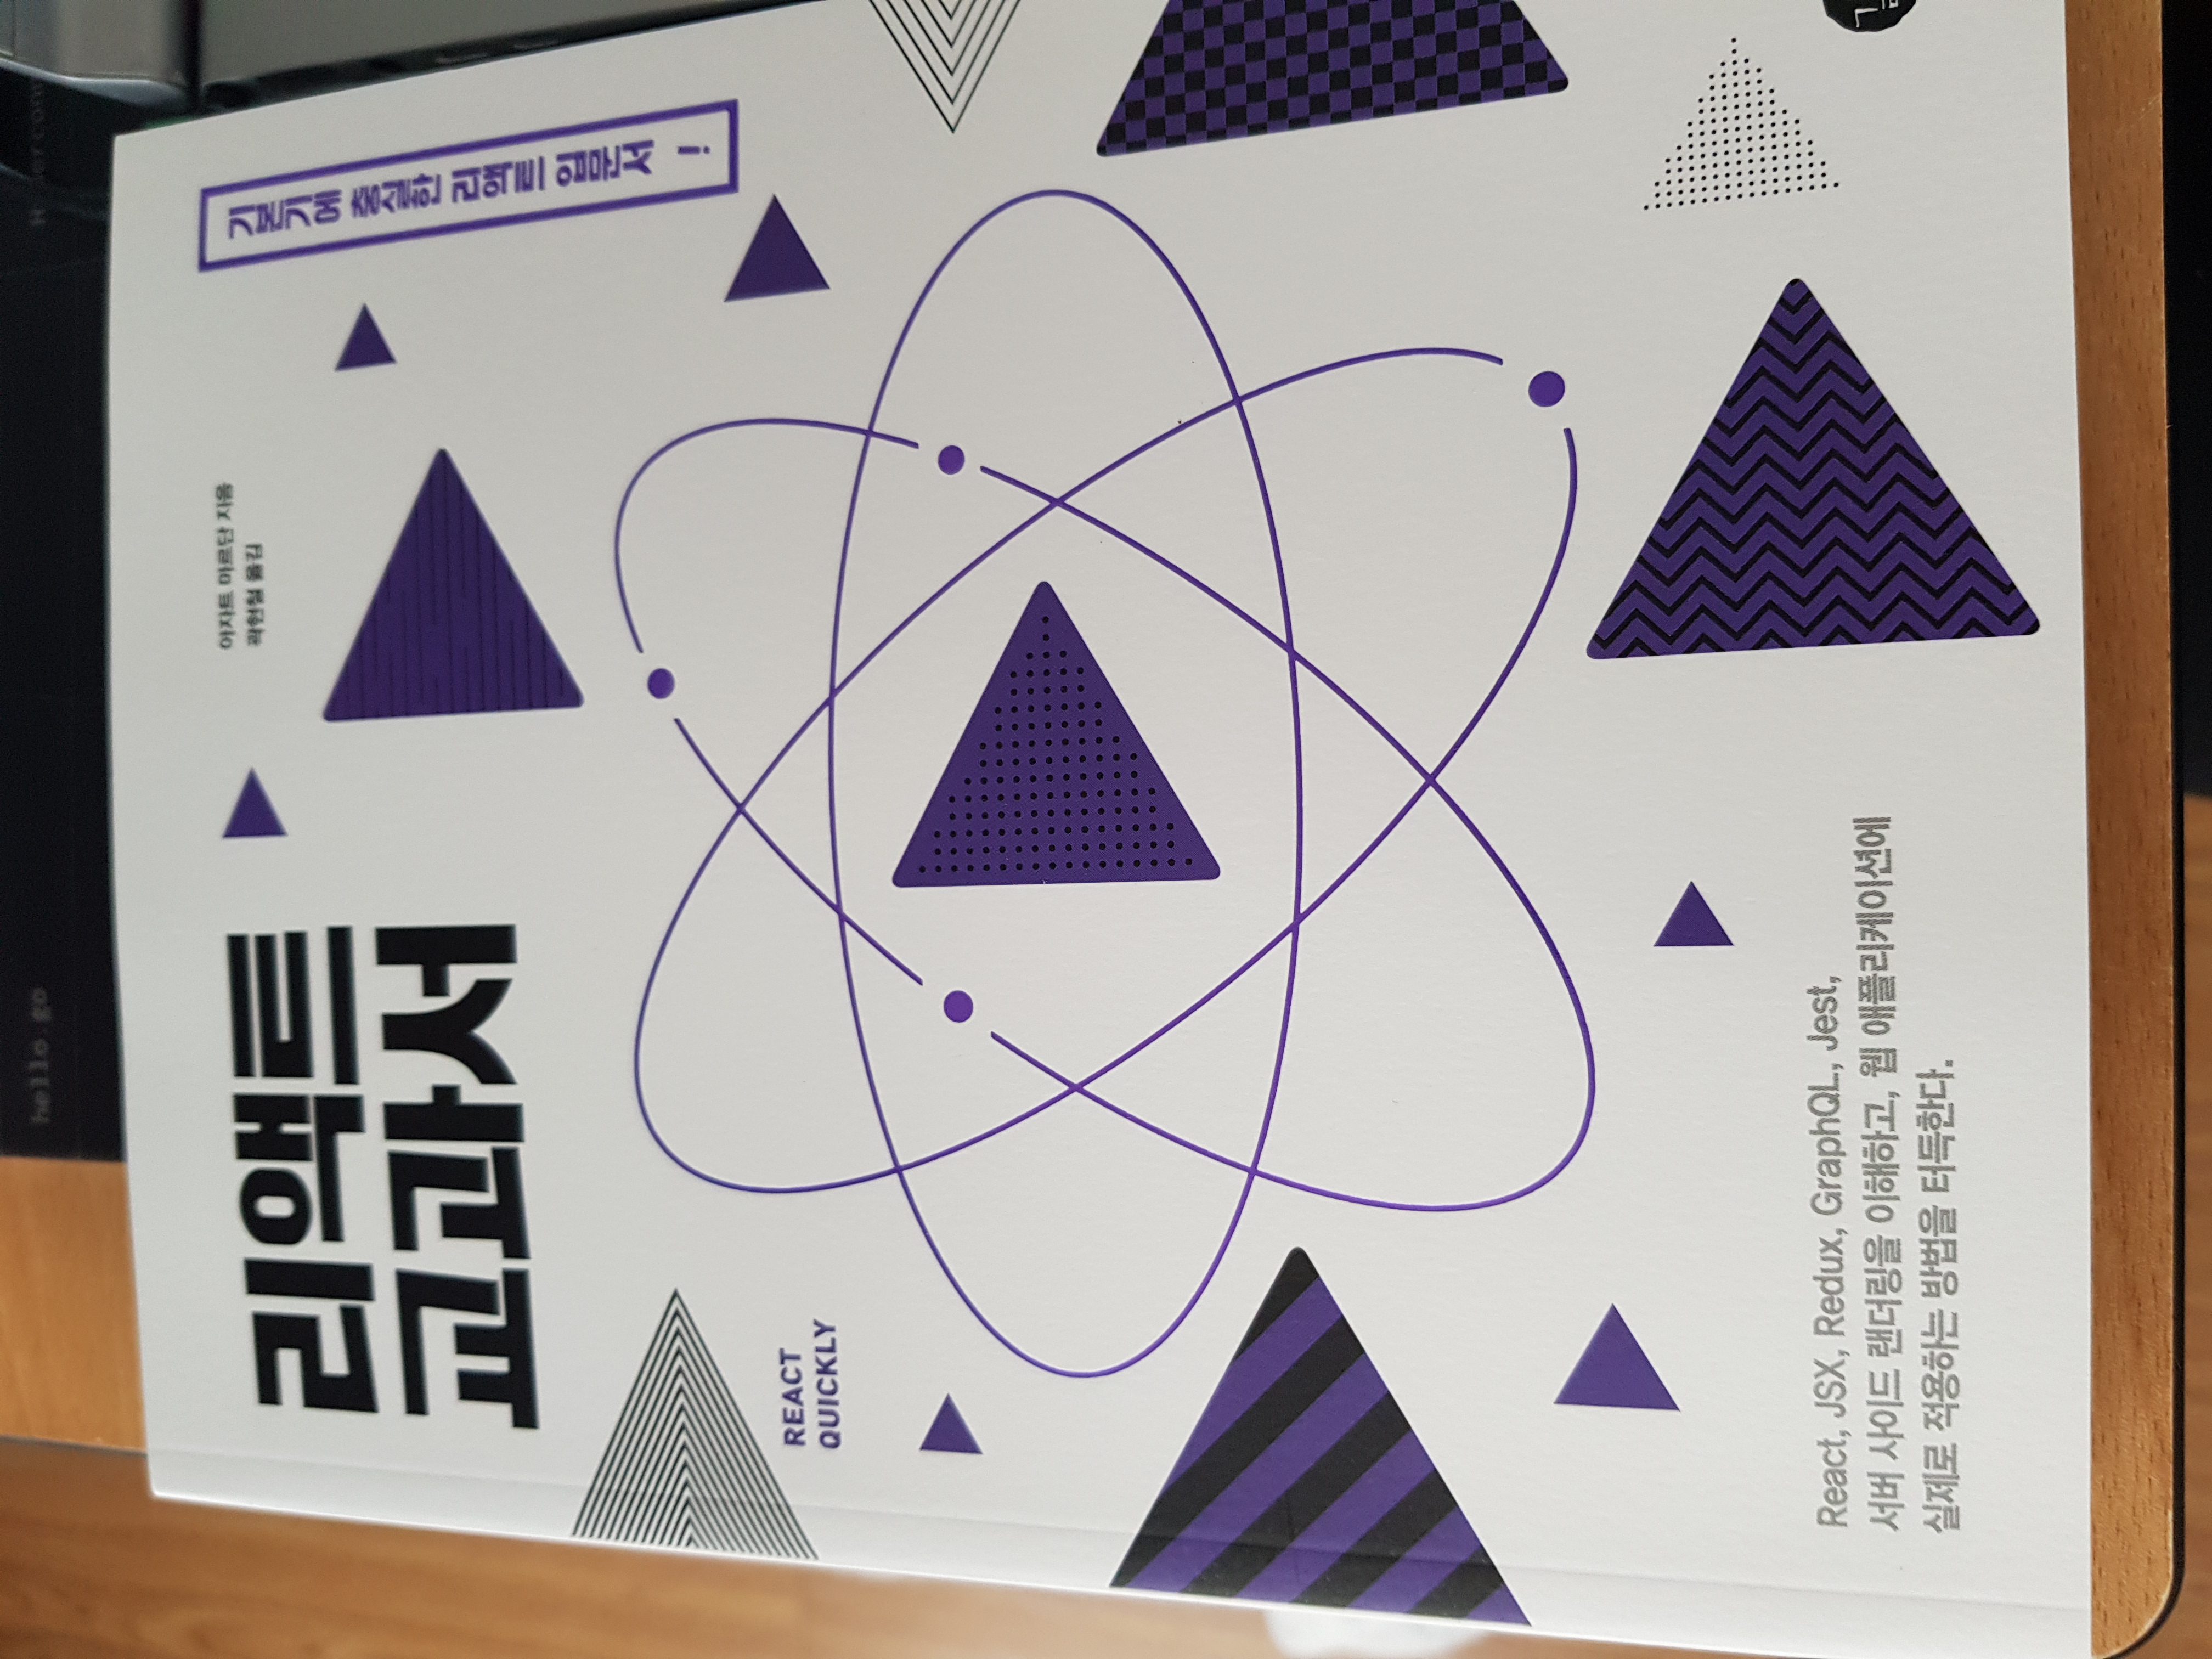 hello.go
리액트
교과서
아자트 마르단 지음
곽현철 옮김
기본기에 충실한 리액트 입문서 !
REACT
QUICKLY
React, JSX, Redux, GraphQL, Jest,
서버 사이드 랜더링을 이해하고, 웹 애플리케이션에
실제로 적용하는 방법을 터득한다.